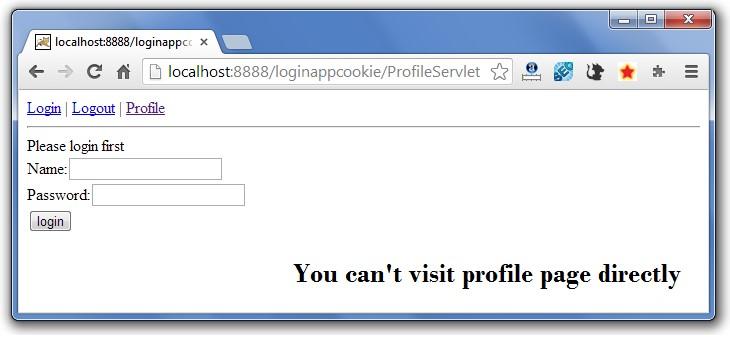 localhost:8888/loginappco
localhost:8888/loginappcookie/ProfileServlet
Login | Logout | Profile
Please login first
Name:
Password:
login
You can't visit profile page directly